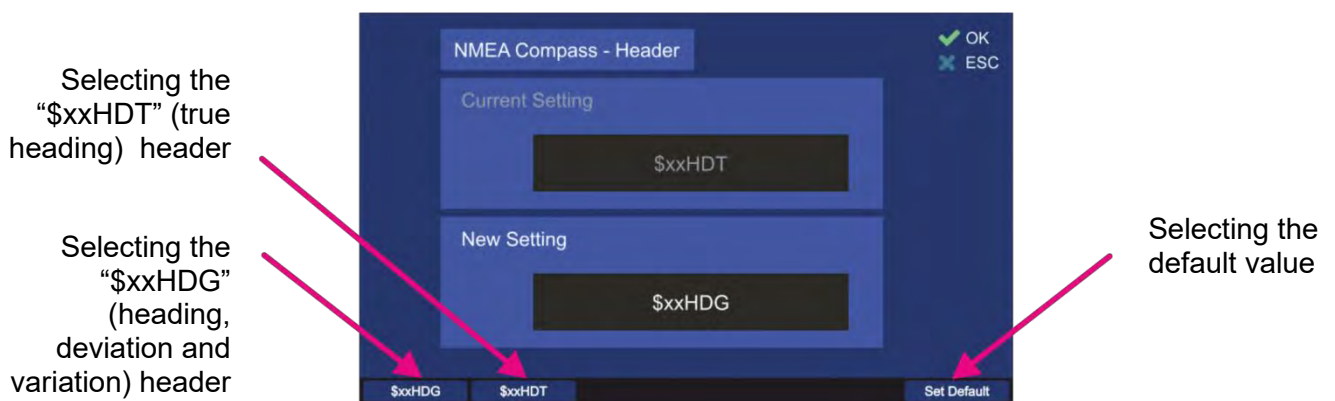 Selecting the
“$xxHDT” (true
heading) header
Selecting the
“$xxHDG”
(heading,
deviation and
variation) header
NMEA Compass - Header
OK
ESC
Current Setting
$xxHDT
New Setting
$xxHDG
$xxHDG
$xxHDT
Set Default
Selecting the
default value